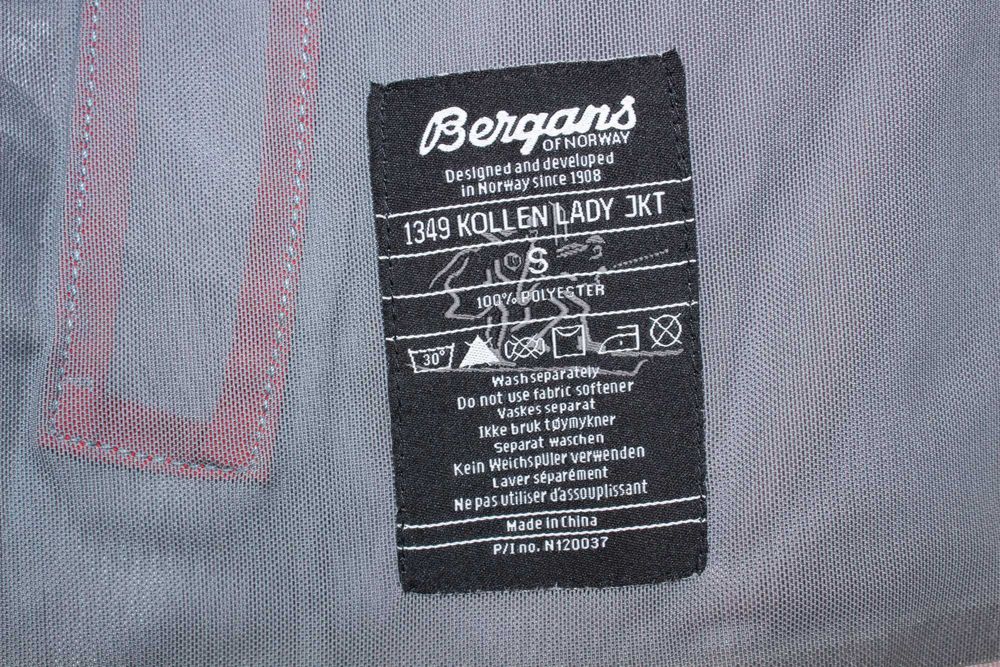 Bergans
OF NORWAY
Designed and developed
in Norway since 1908
1349 KOLLEN LADY JKT
S
100% POLYESTER
30°
Wash separately
Do not use fabric softener
Vaskes separat
Ikke bruk tøymykner
Separat waschen
Kein Weichspüler verwenden
Laver séparément
Ne pas utiliser d'assouplissant
Made in China
P/I no. N120037